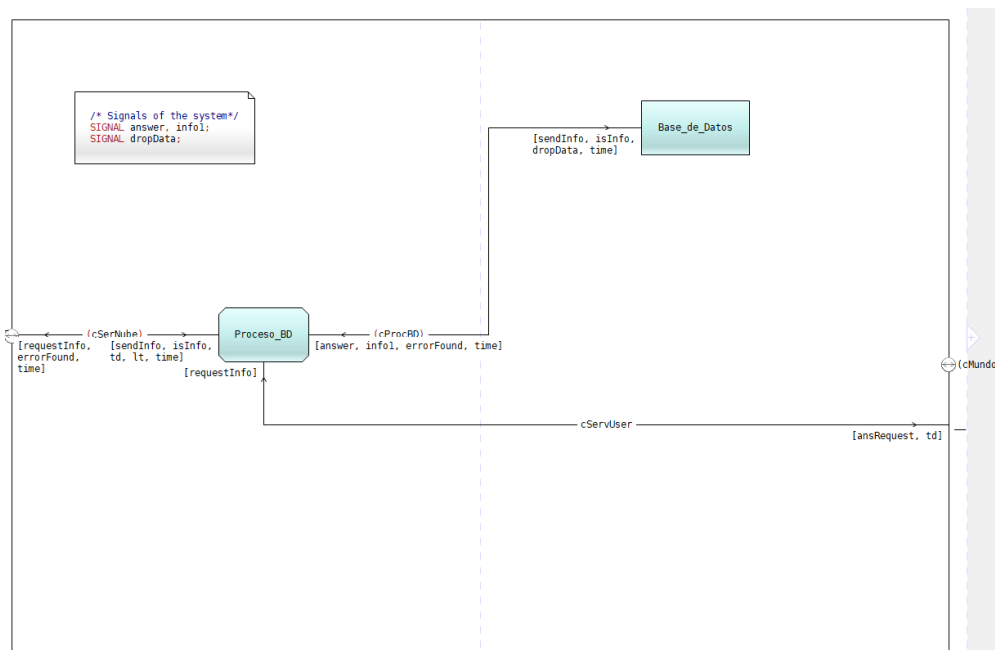 /* Signals of the system*/
SIGNAL answer, info1;
SIGNAL dropData;
Base_de_Datos
[sendInfo, isInfo,
dropData, time]
(cSerNube)
Proceso_BD
(cProcBD)
[requestInfo,
errorFound,
time]
[sendInfo, isInfo,
td, lt, time]
[answer, info1, errorFound, time]
[requestInfo]
(cMundo
cServUser
[ansRequest, td]